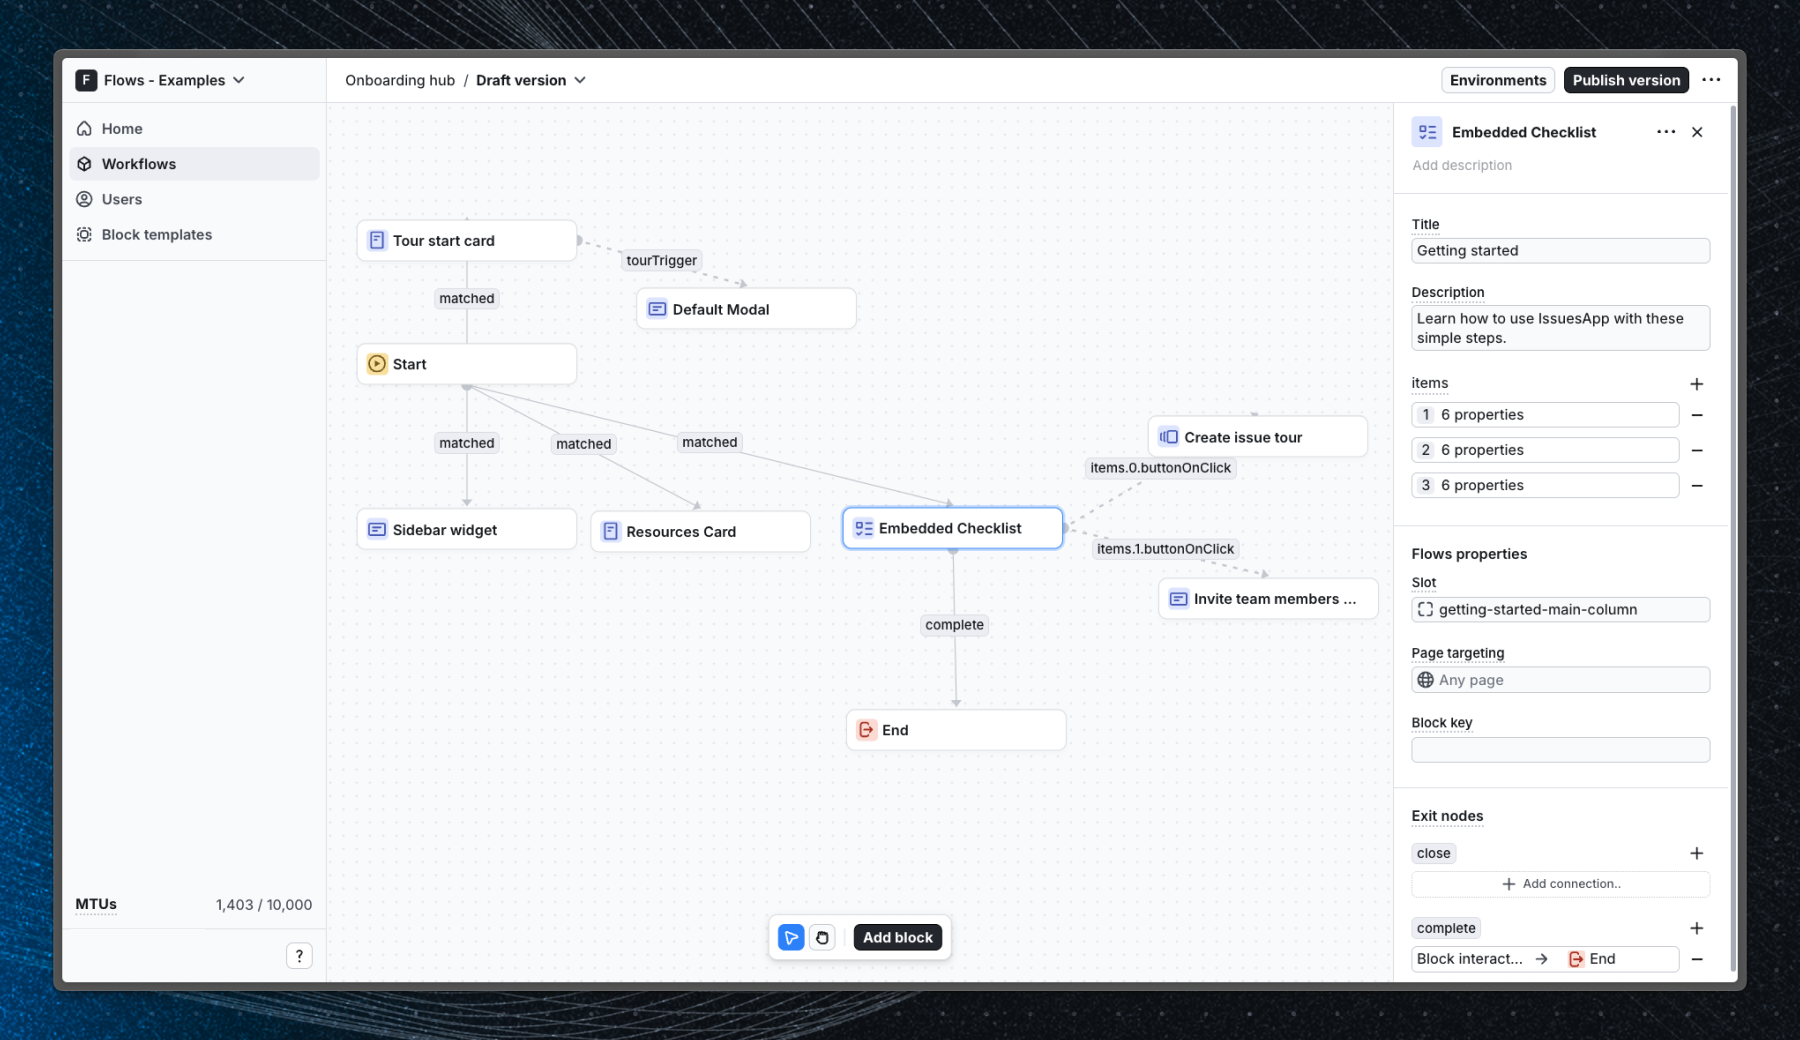 F Flows - Examples
Onboarding hub / Draft version
Environments
Publish version
Home
Workflows
Users
Block templates
MTUs
1,403 / 10,000
?
Tour start card
tourTrigger
Default Modal
matched
Start
matched
matched
matched
Sidebar widget
Resources Card
Embedded Checklist
Create issue tour
items.0.buttonOnClick
items.1.buttonOnClick
Invite team members ...
complete
End
Add block
Embedded Checklist
Add description
Title
Getting started
Description
Learn how to use IssuesApp with these
simple steps.
items
1 6 properties
2 6 properties
3 6 properties
Flows properties
Slot
getting-started-main-column
Page targeting
Any page
Block key
Exit nodes
close
Add connection..
complete
Block interact... → End